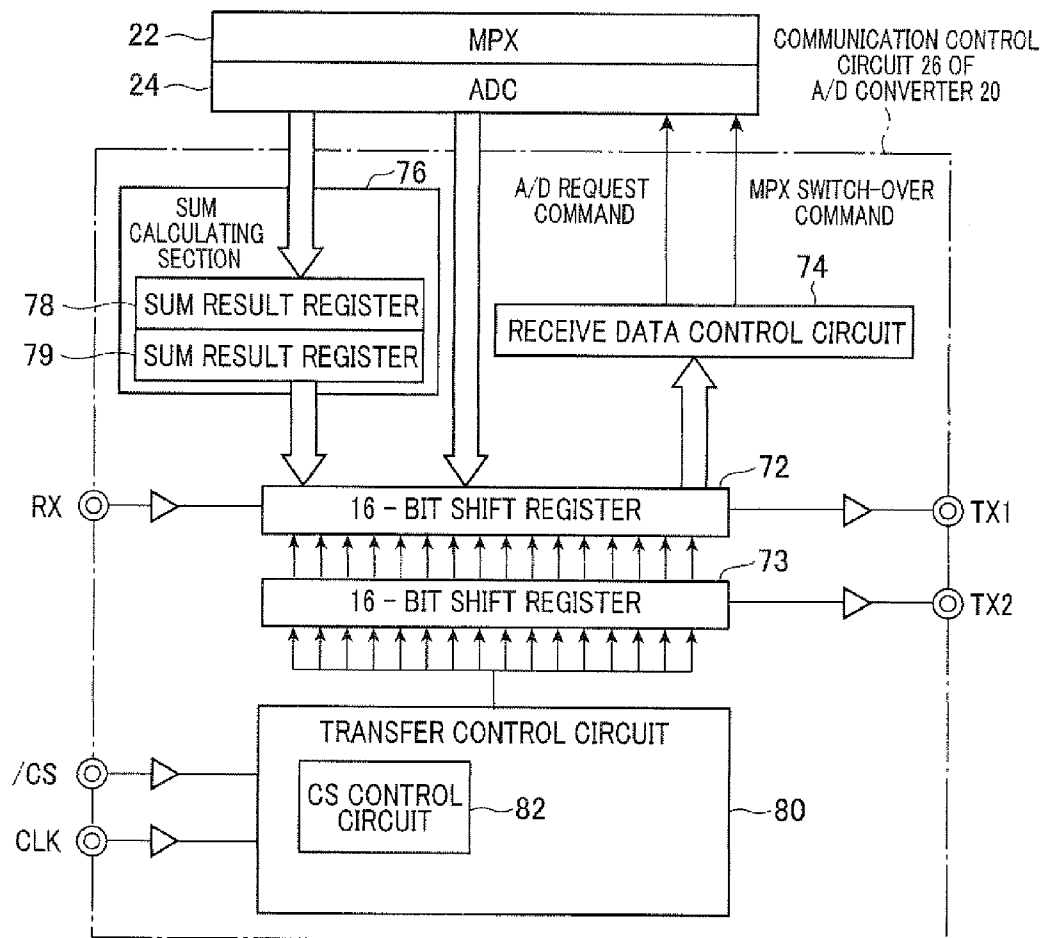 22
MPX
24
ADC
COMMUNICATION CONTROL
CIRCUIT 26 OF
A/D CONVERTER 20
76
SUM
CALCULATING
SECTION
A/D REQUEST
COMMAND
MPX SWITCH-OVER
COMMAND
78
SUM RESULT REGISTER
79
SUM RESULT REGISTER
74
RECEIVE DATA CONTROL CIRCUIT
72
RX
16 - BIT SHIFT REGISTER
TX1
73
16 - BIT SHIFT REGISTER
TX2
TRANSFER CONTROL CIRCUIT
/CS
CS CONTROL
CIRCUIT
82
80
CLK